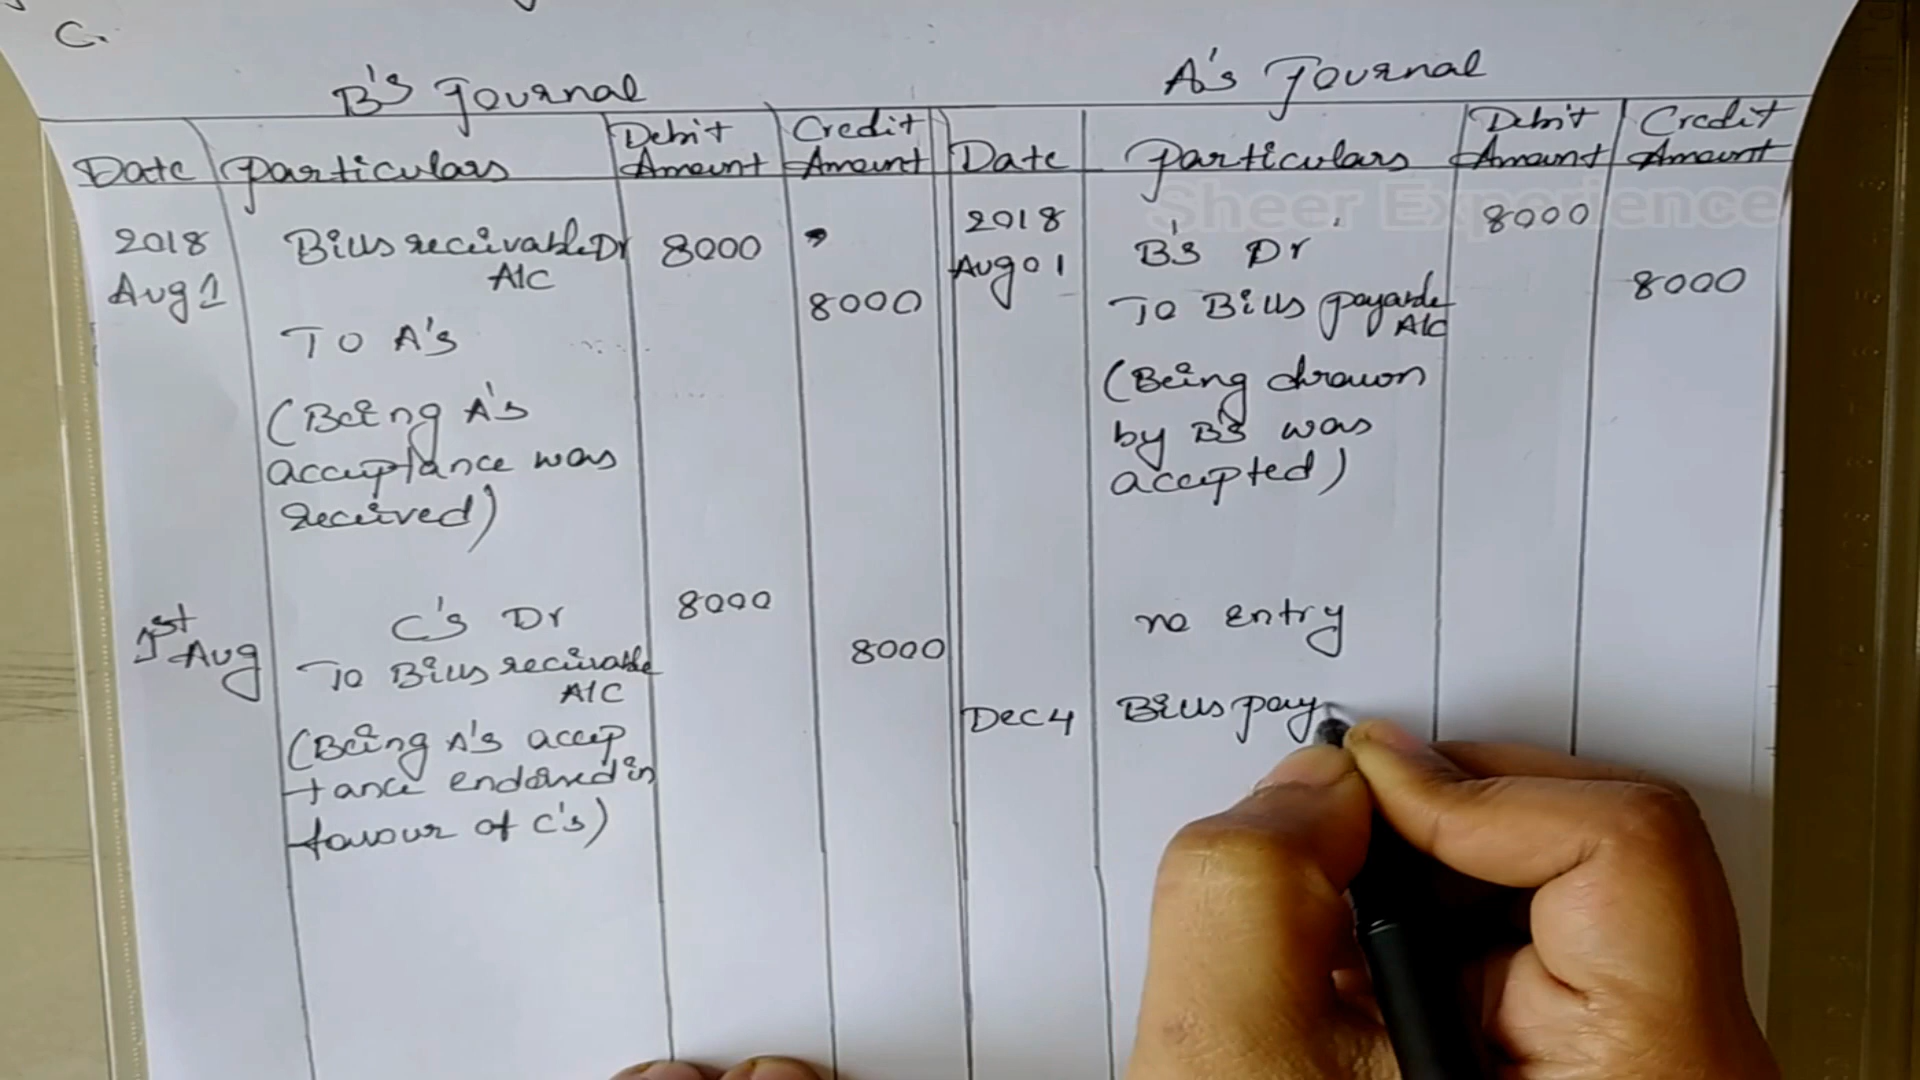 C.
B's Journal
Date Particulars Debit Amount Credit Amount
2018
Aug 1
Bills receivable Dr 8000
A/C
8000
To A's
(Being A's
acceptance was
received)
1st Aug
C's Dr 8000
To Bills receivable 8000
A/C
(Being A's accep
tance endorsed in
favour of C's)
A's Journal
Date Particulars Debit Amount Credit Amount
Sheer Experience
2018
Aug 01
B's Dr 8000
To Bills payable 8000
A/C
(Being drawn
by B's was
accepted)
no entry
Dec 4 Bills pay